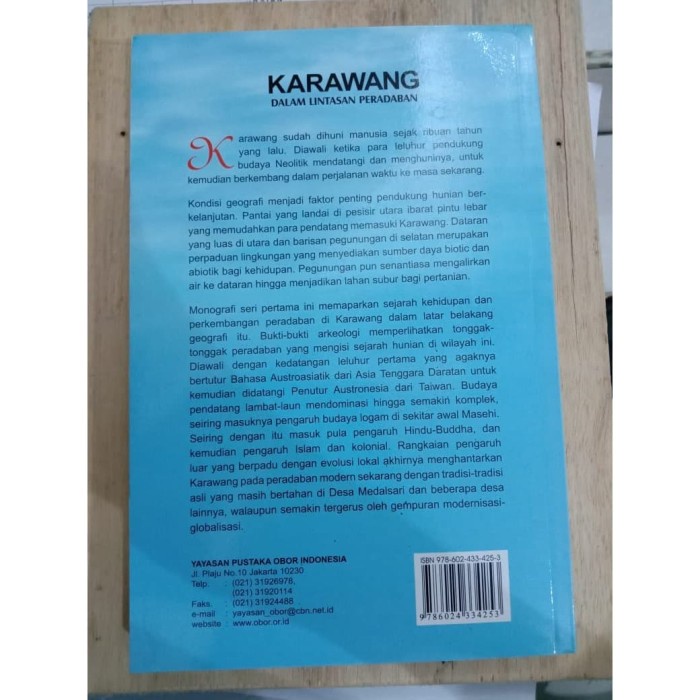 KARAWANG
DALAM LINTASAN PERADABAN
Karawang sudah dihuni manusia sejak ribuan tahun
yang lalu. Diawali ketika para leluhur pendukung
budaya Neolitik mendatangi dan menghuninya, untuk
kemudian berkembang dalam perjalanan waktu ke masa sekarang.
Kondisi geografi menjadi faktor penting pendukung hunian ber-
kelanjutan. Pantai yang landai di pesisir utara ibarat pintu lebar
yang memudahkan para pendatang memasuki Karawang. Dataran
yang luas di utara dan barisan pegunungan di selatan merupakan
perpaduan lingkungan yang menyediakan sumber daya biotic dan
abiotik bagi kehidupan. Pegunungan pun senantiasa mengalirkan
air ke dataran hingga menjadikan lahan subur bagi pertanian.
Monografi seri pertama ini memaparkan sejarah kehidupan dan
perkembangan peradaban di Karawang dalam latar belakang
geografi itu. Bukti-bukti arkeologi memperlihatkan tonggak-
tonggak peradaban yang mengisi sejarah hunian di wilayah ini.
Diawali dengan kedatangan leluhur pertama yang agaknya
bertutur Bahasa Austroasiatik dari Asia Tenggara Daratan untuk
kemudian didatangi Penutur Austronesia dari Taiwan. Budaya
pendatang lambat-laun mendominasi hingga semakin komplek,
seiring masuknya pengaruh budaya logam di sekitar awal Masehi.
Seiring dengan itu masuk pula pengaruh Hindu-Buddha, dan
kemudian pengaruh Islam dan kolonial. Rangkaian pengaruh
luar yang berpadu dengan evolusi lokal akhirnya menghantarkan
Karawang pada peradaban modern sekarang dengan tradisi-tradisi
asli yang masih bertahan di Desa Medalsari dan beberapa desa
lainnya, walaupun semakin tergerus oleh gempuran modernisasi-
globalisasi.
YAYASAN PUSTAKA OBOR INDONESIA
Jl. Plaju No.10 Jakarta 10230
Telp. : (021) 31926978,
(021) 31920114
Faks. : (021) 31924488
e-mail : yayasan_obor@cbn.net.id
website : www.obor.or.id
ISBN 978-602-433-425-3
9 786024 334253